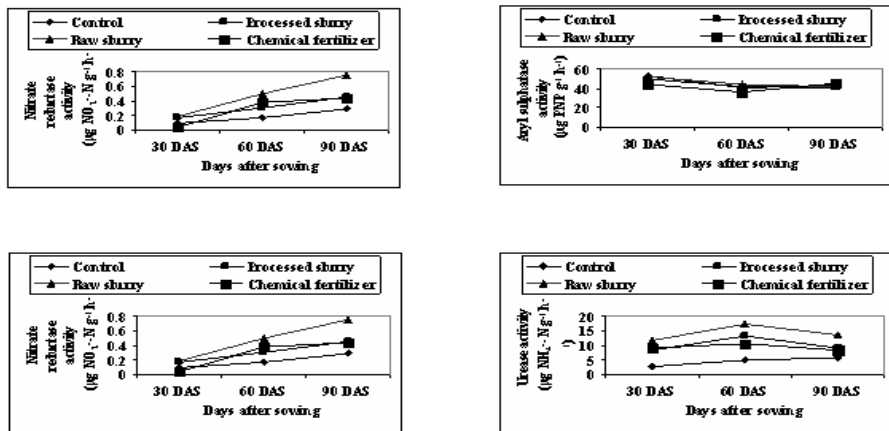 Control
Processed slurry
Raw slurry
Chemical fertilizer
Nitrate
reductase
activity
(µg NO₂ - N g⁻¹ h-
0.8
0.6
0.4
0.2
0
30 DAS 60 DAS 90 DAS
Days after sowing
Control
Processed slurry
Raw slurry
Chemical fertilizer
Aryl sulphatase
activity
(µg PNP g⁻¹ h⁻¹)
60
40
20
0
30 DAS 60 DAS 90 DAS
Days after sowing
Control
Processed slurry
Raw slurry
Chemical fertilizer
Nitrate
reductase
activity
(µg NO₂ - N g⁻¹ h-
0.8
0.6
0.4
0.2
0
30 DAS 60 DAS 90 DAS
Days after sowing
Control
Processed slurry
Raw slurry
Chemical fertilizer
Urease activity
(µg NH₄ - N g⁻¹ h-
)
20
15
10
5
0
30 DAS 60 DAS 90 DAS
Days after sowing